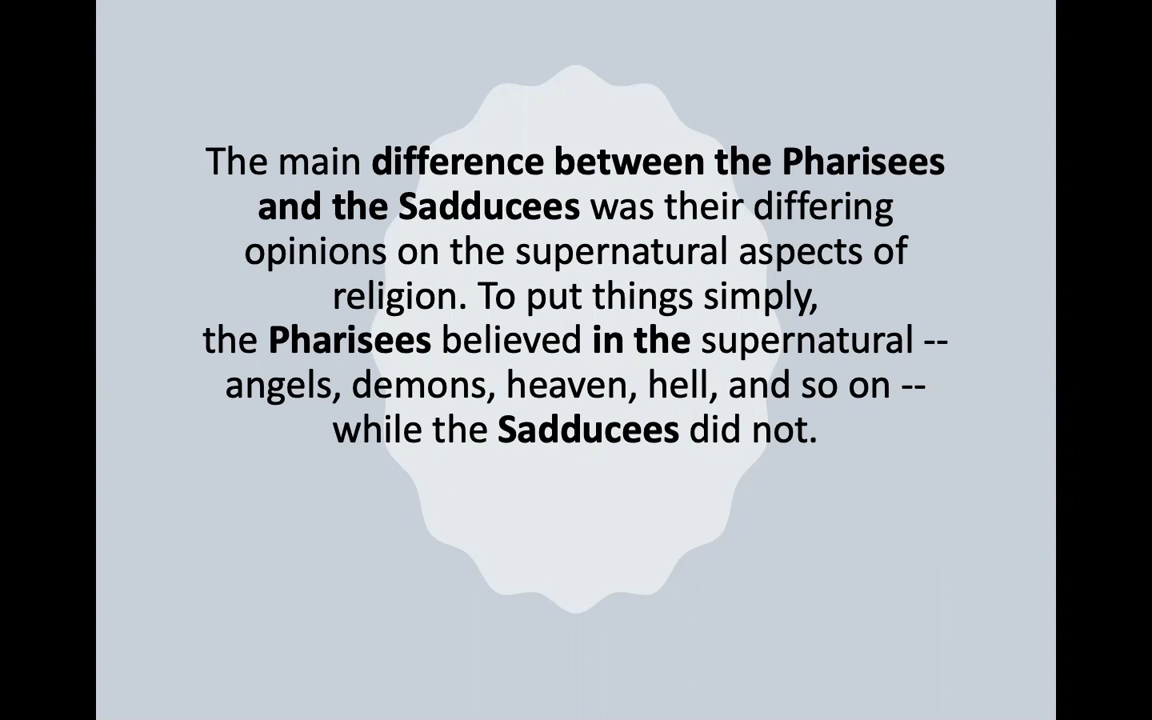 The main difference between the Pharisees
and the Sadducees was their differing
opinions on the supernatural aspects of
religion. To put things simply,
the Pharisees believed in the supernatural --
angels, demons, heaven, hell, and so on --
while the Sadducees did not.